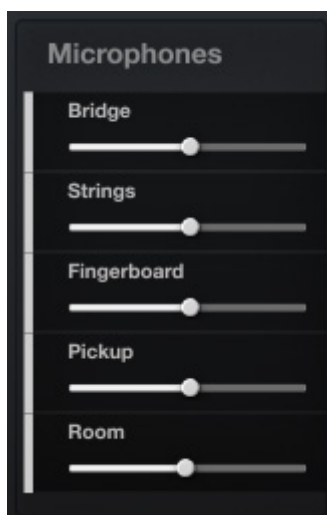 Microphones
Bridge
Strings
Fingerboard
Pickup
Room